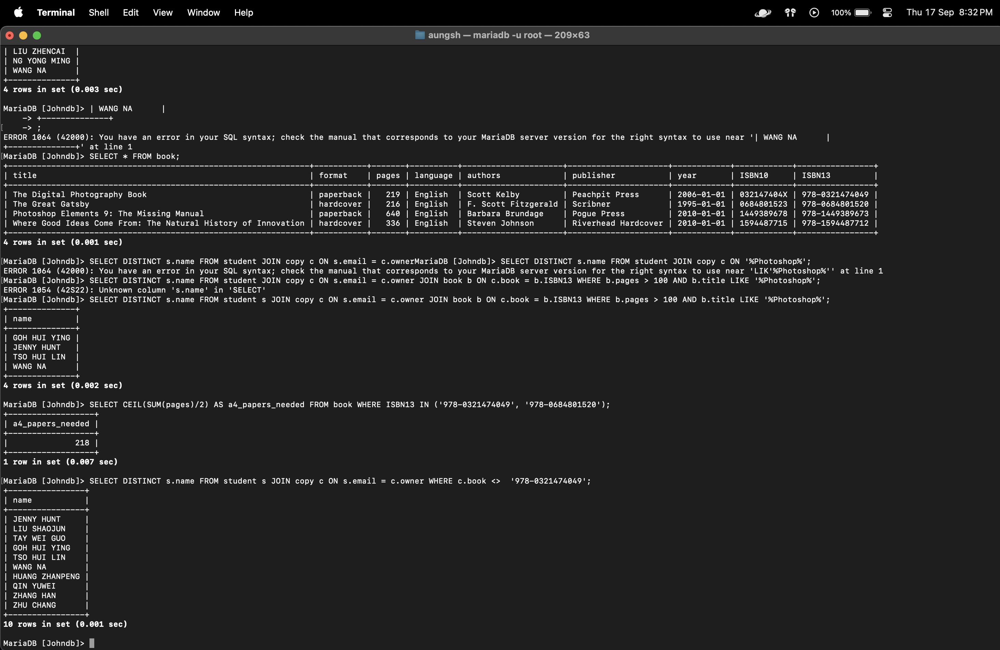 Terminal Shell Edit View Window Help 100% Thu 17 Sep 8:32 PM
aungsh — mariadb -u root — 209×63
| LIU ZHENCAI  |
| NG YONG MING |
| WANG NA      |
+--------------+
4 rows in set (0.003 sec)
MariaDB [Johndb]> | WANG NA      |
    -> +--------------+
[    -> ;
ERROR 1064 (42000): You have an error in your SQL syntax; check the manual that corresponds to your MariaDB server version for the right syntax to use near '| WANG NA      |
+--------------+' at line 1
[MariaDB [Johndb]> SELECT * FROM book;
+---------------------------------------------------------------+-----------+-------+----------+---------------------+---------------------+------------+------------+----------------+
| title                                                         | format    | pages | language | authors             | publisher           | year       | ISBN10     | ISBN13         |
+---------------------------------------------------------------+-----------+-------+----------+---------------------+---------------------+------------+------------+----------------+
| The Digital Photography Book                                  | paperback |   219 | English  | Scott Kelby         | Peachpit Press      | 2006-01-01 | 032147404X | 978-0321474049 |
| The Great Gatsby                                              | hardcover |   216 | English  | F. Scott Fitzgerald | Scribner            | 1995-01-01 | 0684801523 | 978-0684801520 |
| Photoshop Elements 9: The Missing Manual                      | paperback |   640 | English  | Barbara Brundage    | Pogue Press         | 2010-01-01 | 1449389678 | 978-1449389673 |
| Where Good Ideas Come From: The Natural History of Innovation | hardcover |   336 | English  | Steven Johnson      | Riverhead Hardcover | 2010-01-01 | 1594487715 | 978-1594487712 |
+---------------------------------------------------------------+-----------+-------+----------+---------------------+---------------------+------------+------------+----------------+
4 rows in set (0.001 sec)
[MariaDB [Johndb]> SELECT DISTINCT s.name FROM student JOIN copy c ON s.email = c.ownerMariaDB [Johndb]> SELECT DISTINCT s.name FROM student JOIN copy c ON '%Photoshop%';
ERROR 1064 (42000): You have an error in your SQL syntax; check the manual that corresponds to your MariaDB server version for the right syntax to use near 'LIK'%Photoshop%'' at line 1
[MariaDB [Johndb]> SELECT DISTINCT s.name FROM student JOIN copy c ON s.email = c.owner JOIN book b ON c.book = b.ISBN13 WHERE b.pages > 100 AND b.title LIKE '%Photoshop%';
ERROR 1054 (42S22): Unknown column 's.name' in 'SELECT'
[MariaDB [Johndb]> SELECT DISTINCT s.name FROM student s JOIN copy c ON s.email = c.owner JOIN book b ON c.book = b.ISBN13 WHERE b.pages > 100 AND b.title LIKE '%Photoshop%';
+--------------+
| name         |
+--------------+
| GOH HUI YING |
| JENNY HUNT   |
| TSO HUI LIN  |
| WANG NA      |
+--------------+
4 rows in set (0.002 sec)
MariaDB [Johndb]> SELECT CEIL(SUM(pages)/2) AS a4_papers_needed FROM book WHERE ISBN13 IN ('978-0321474049', '978-0684801520');
+------------------+
| a4_papers_needed |
+------------------+
|              218 |
+------------------+
1 row in set (0.007 sec)
[MariaDB [Johndb]> SELECT DISTINCT s.name FROM student s JOIN copy c ON s.email = c.owner WHERE c.book <>  '978-0321474049';
+----------------+
| name           |
+----------------+
| JENNY HUNT     |
| LIU SHAOJUN    |
| TAY WEI GUO    |
| GOH HUI YING   |
| TSO HUI LIN    |
| WANG NA        |
| HUANG ZHANPENG |
| QIN YUWEI      |
| ZHANG HAN      |
| ZHU CHANG      |
+----------------+
10 rows in set (0.001 sec)
MariaDB [Johndb]>